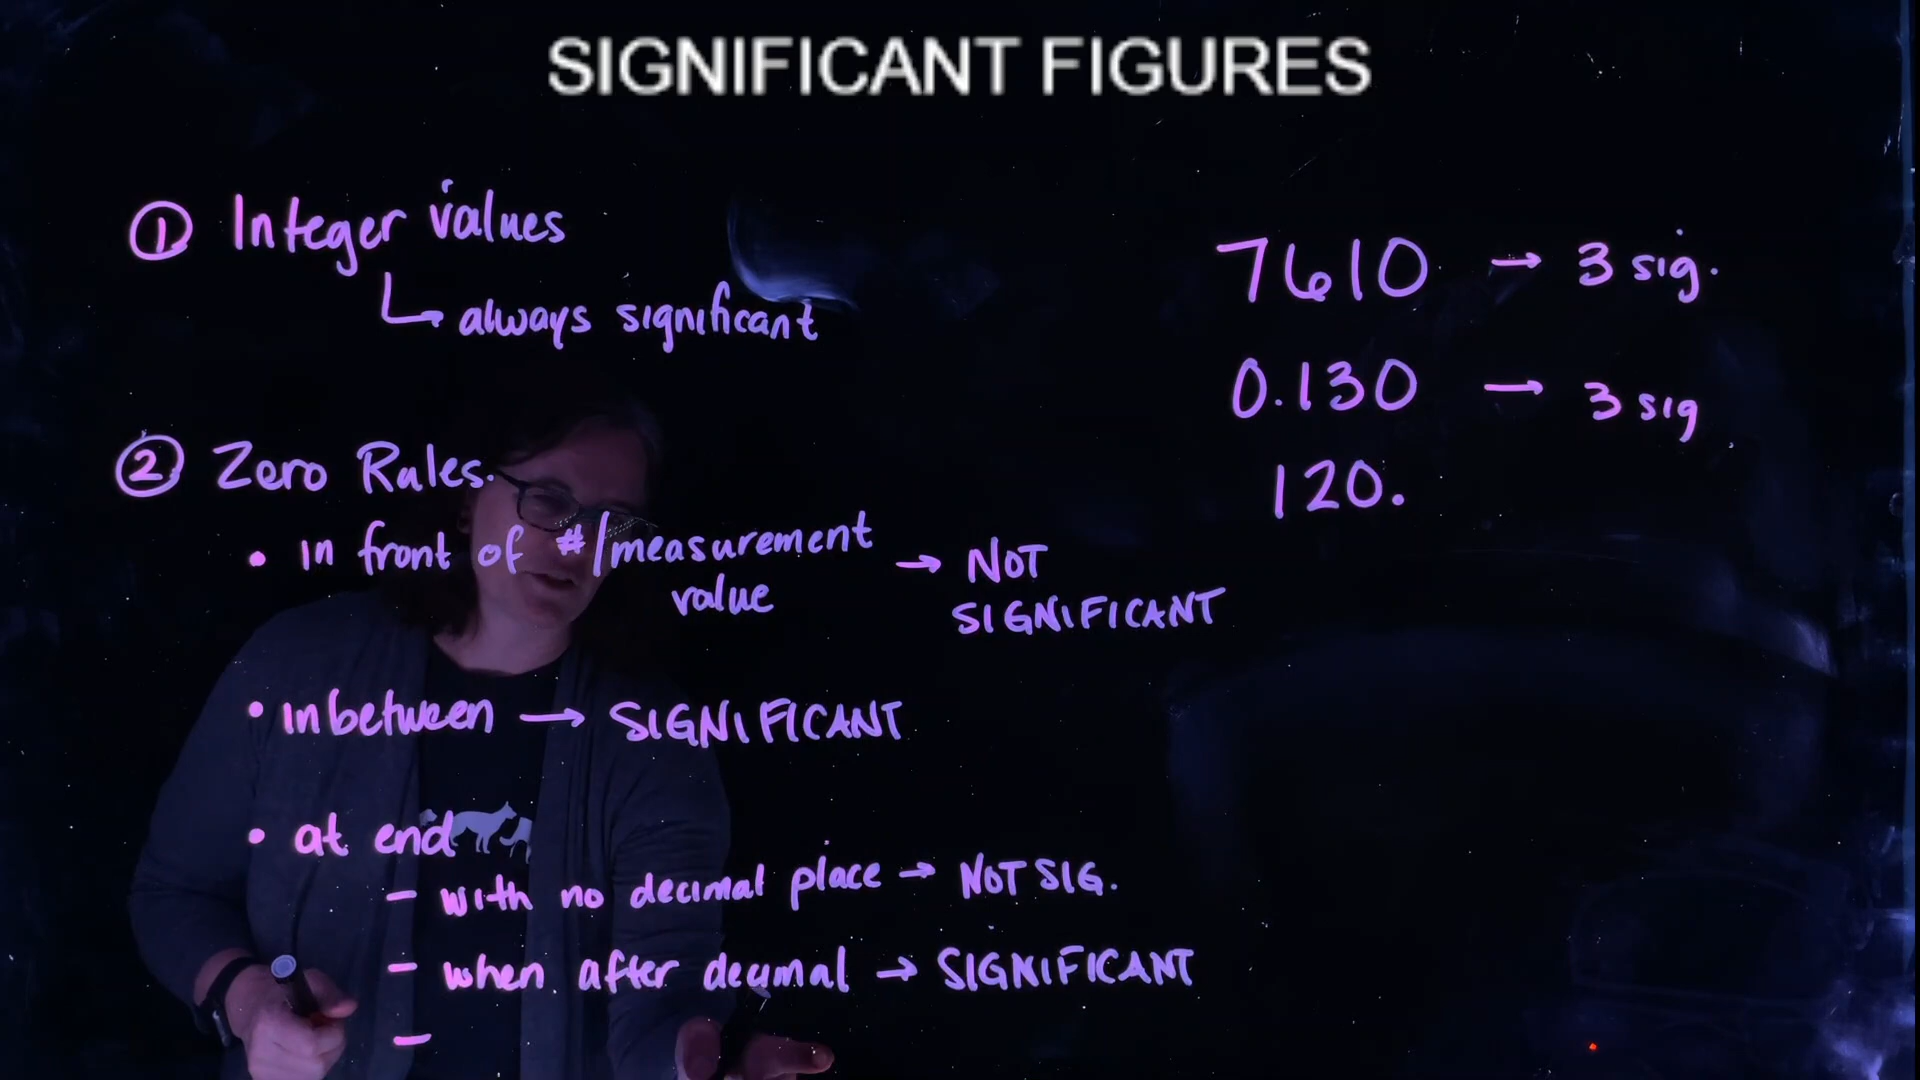 SIGNIFICANT FIGURES
① Integer values
↳ always significant
② Zero Rules.
• in front of #/measurement value → NOT SIGNIFICANT
• inbetween → SIGNIFICANT
• at end
– with no decimal place → NOT SIG.
– when after decimal → SIGNIFICANT
–
7610 → 3 sig.
0.130 → 3 sig
120.